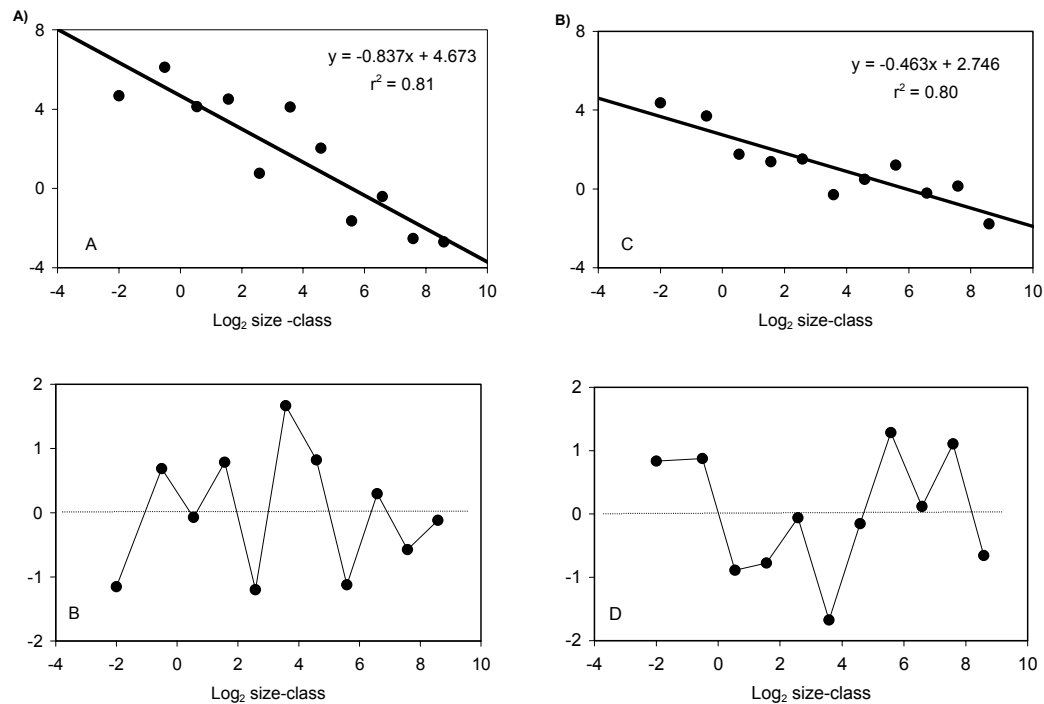 A)
8
4
0
-4
-4 -2 0 2 4 6 8 10
y = -0.837x + 4.673
r² = 0.81
A
Log₂ size -class
B)
8
4
0
-4
-4 -2 0 2 4 6 8 10
y = -0.463x + 2.746
r² = 0.80
C
Log₂ size-class
2
1
0
-1
-2
-4 -2 0 2 4 6 8 10
B
Log₂ size-class
2
1
0
-1
-2
-4 -2 0 2 4 6 8 10
D
Log₂ size-class